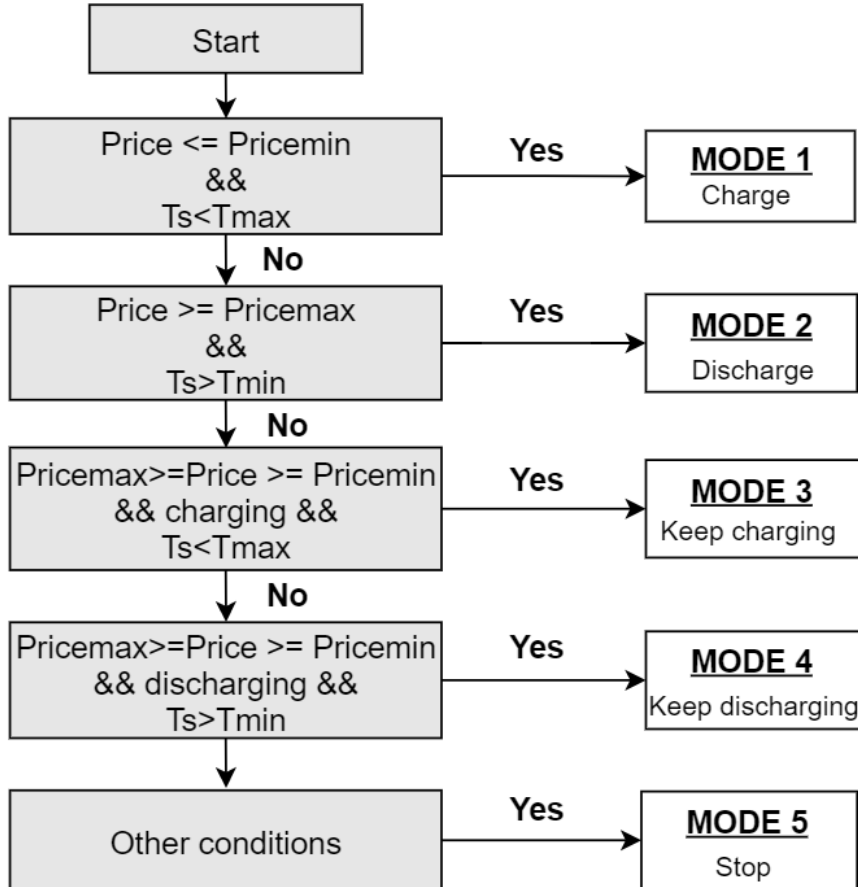 Start
Price <= Pricemin
&&
Ts<Tmax
Yes
MODE 1
Charge
No
Price >= Pricemax
&&
Ts>Tmin
Yes
MODE 2
Discharge
No
Pricemax>=Price >= Pricemin
&& charging &&
Ts<Tmax
Yes
MODE 3
Keep charging
No
Pricemax>=Price >= Pricemin
&& discharging &&
Ts>Tmin
Yes
MODE 4
Keep discharging
Other conditions
Yes
MODE 5
Stop